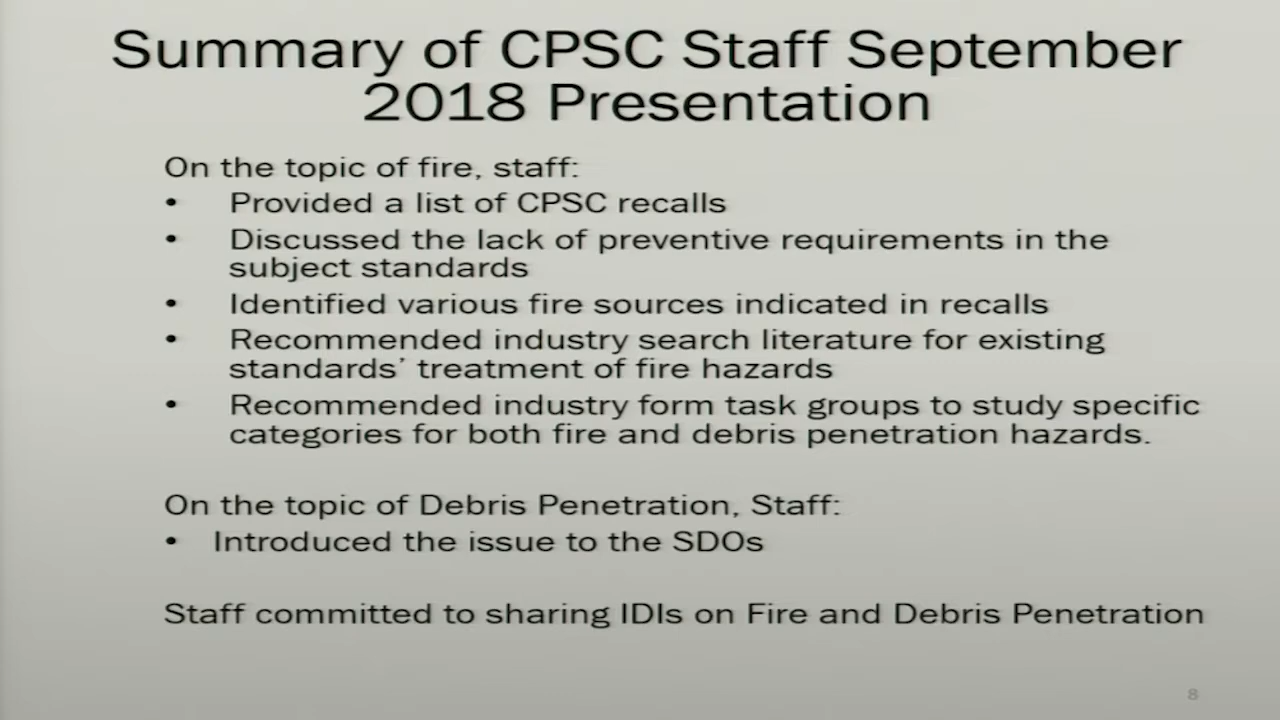 Summary of CPSC Staff September
2018 Presentation
On the topic of fire, staff:
• Provided a list of CPSC recalls
• Discussed the lack of preventive requirements in the
subject standards
• Identified various fire sources indicated in recalls
• Recommended industry search literature for existing
standards’ treatment of fire hazards
• Recommended industry form task groups to study specific
categories for both fire and debris penetration hazards.
On the topic of Debris Penetration, Staff:
• Introduced the issue to the SDOs
Staff committed to sharing IDIs on Fire and Debris Penetration
8